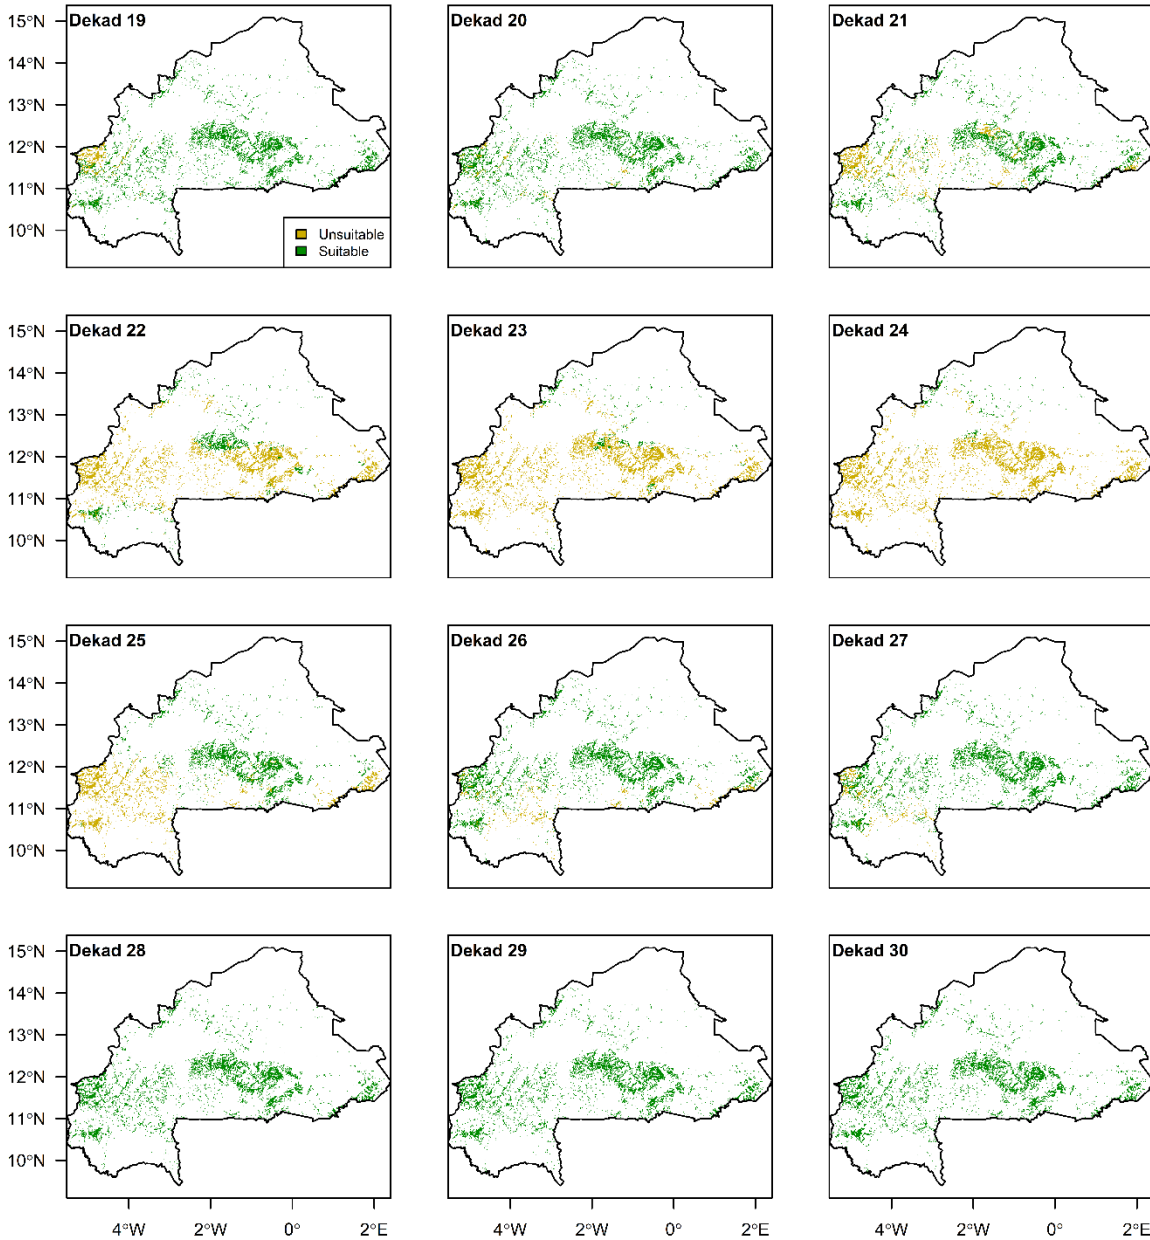 Dekad 19
Dekad 20
Dekad 21
15°N
14°N
13°N
12°N
11°N
10°N
Unsuitable
Suitable
Dekad 22
Dekad 23
Dekad 24
15°N
14°N
13°N
12°N
11°N
10°N
Dekad 25
Dekad 26
Dekad 27
15°N
14°N
13°N
12°N
11°N
10°N
Dekad 28
Dekad 29
Dekad 30
15°N
14°N
13°N
12°N
11°N
10°N
4°W 2°W 0° 2°E 4°W 2°W 0° 2°E 4°W 2°W 0° 2°E